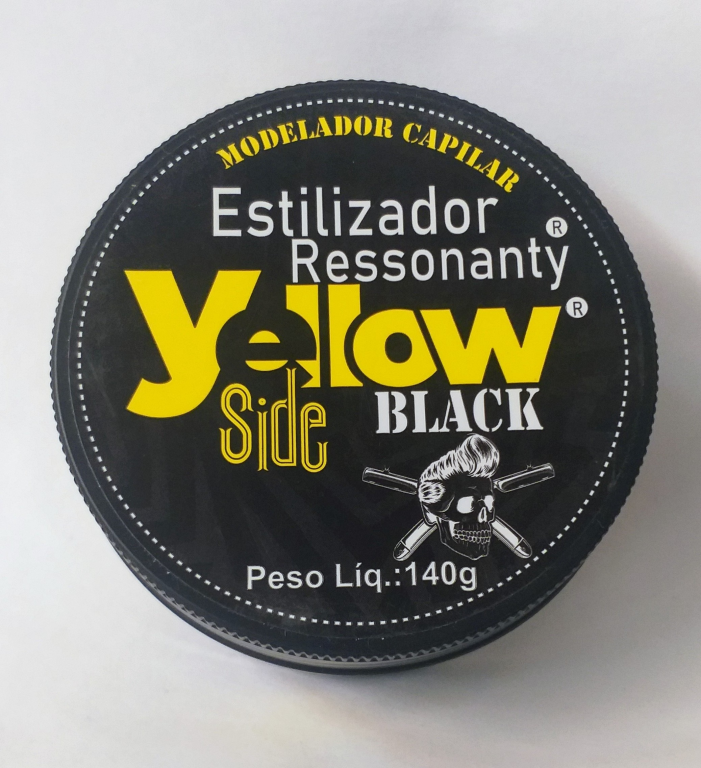 MODELADOR CAPILAR
Estilizador
Ressonanty®
Yellow®
Side BLACK
Peso Líq.:140g